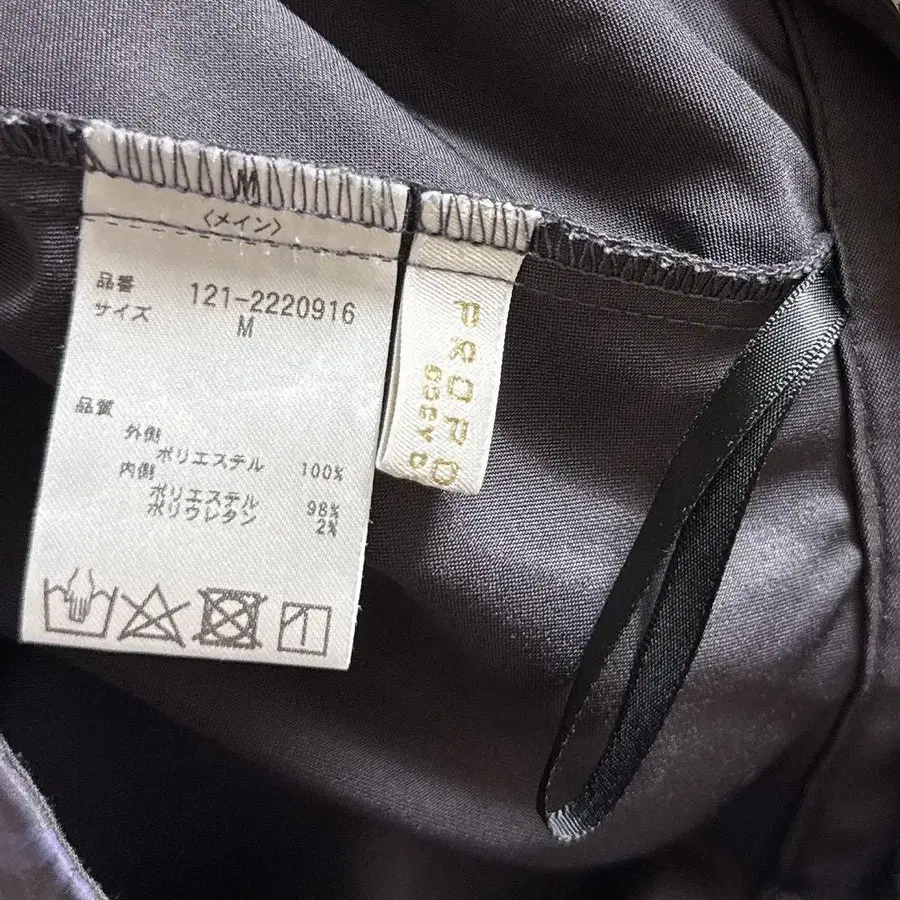 M
〈メイン〉
品番 121-2220916
サイズ M
品質
外側
ポリエステル 100%
内側
ポリエステル 98%
ポリウレタン 2%
PROPO